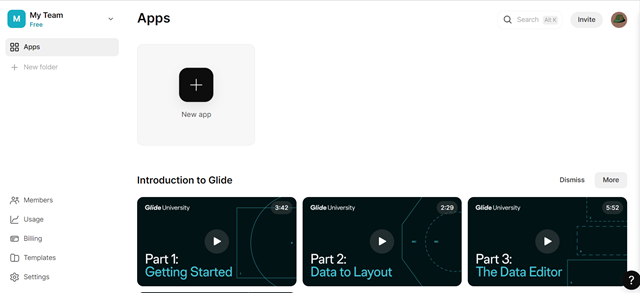 M
My Team
Free
Apps
New folder
Members
Usage
Billing
Templates
Settings
Apps
Search
Alt K
Invite
New app
Introduction to Glide
Dismiss
More
Glide University
3:42
Part 1:
Getting Started
Glide University
2:29
Part 2:
Data to Layout
Glide University
5:52
Part 3:
The Data Editor
?